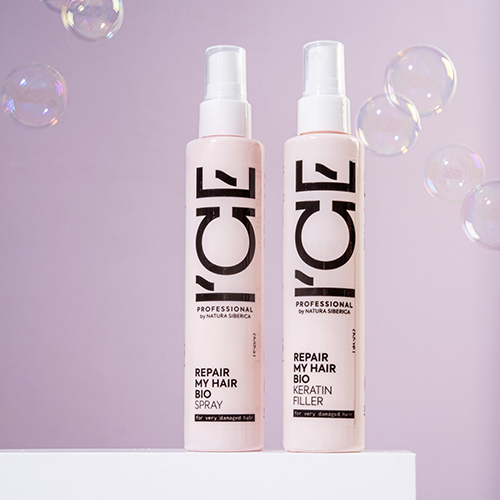 I'CE
PROFESSIONAL
by NATURA SIBERICA
REPAIR
MY HAIR
BIO
SPRAY
for very damaged hair
I'CE
PROFESSIONAL
by NATURA SIBERICA
REPAIR
MY HAIR
BIO
KERATIN
FILLER
for very damaged hair